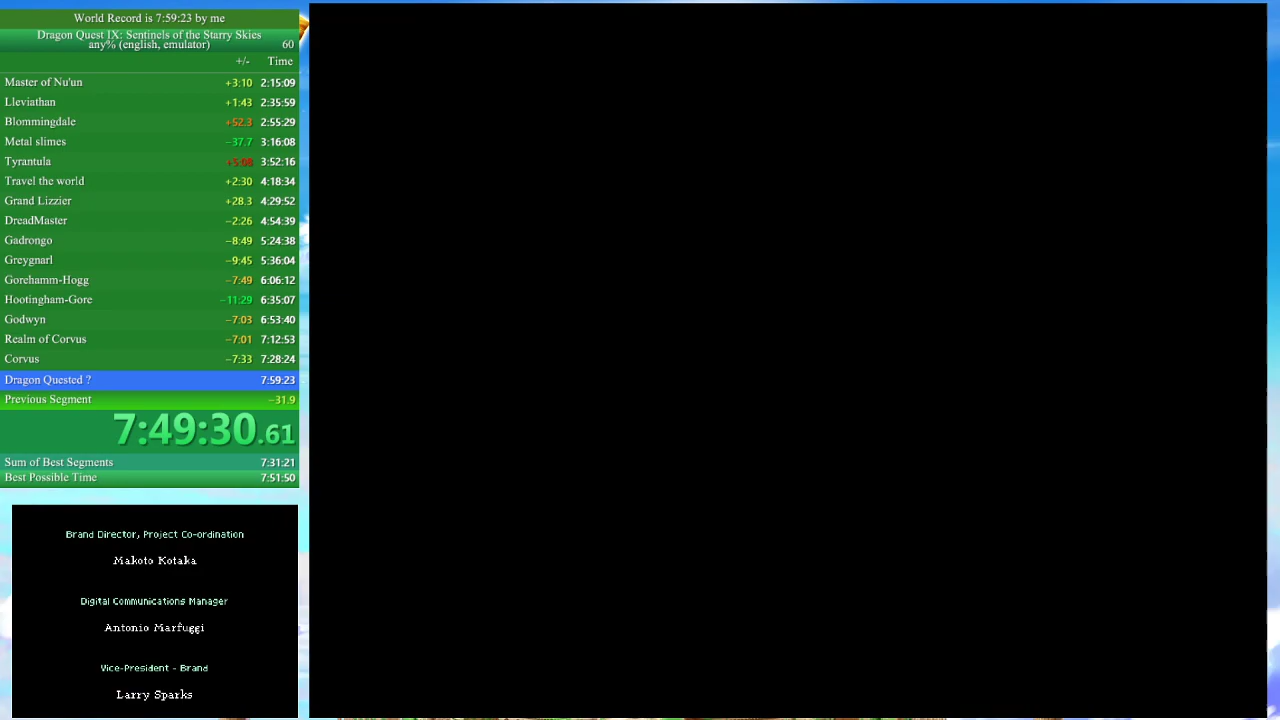 World Record is 7:59:23 by me
Dragon Quest IX: Sentinels of the Starry Skies
any% (english, emulator) 60
+/- Time
Master of Nu'un +3:10 2:15:09
Lleviathan +1:43 2:35:59
Blommingdale +52.3 2:55:29
Metal slimes −37.7 3:16:08
Tyrantula +5:08 3:52:16
Travel the world +2:30 4:18:34
Grand Lizzier +28.3 4:29:52
DreadMaster −2:26 4:54:39
Gadrongo −8:49 5:24:38
Greygnarl −9:45 5:36:04
Gorehamm-Hogg −7:49 6:06:12
Hootingham-Gore −11:29 6:35:07
Godwyn −7:03 6:53:40
Realm of Corvus −7:01 7:12:53
Corvus −7:33 7:28:24
Dragon Quested ? 7:59:23
Previous Segment −31.9
7:49:30.61
Sum of Best Segments 7:31:21
Best Possible Time 7:51:50
Brand Director, Project Co-ordination
Makoto Kotaka
Digital Communications Manager
Antonio Marfuggi
Vice-President - Brand
Larry Sparks